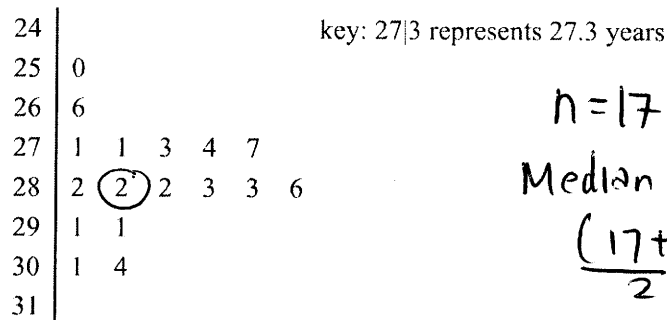 24 | key: 27|3 represents 27.3 years
25 | 0
26 | 6
27 | 1 1 3 4 7
28 | 2 2 2 3 3 6
29 | 1 1
30 | 1 4
31 |
n = 17
Median
(17+
2